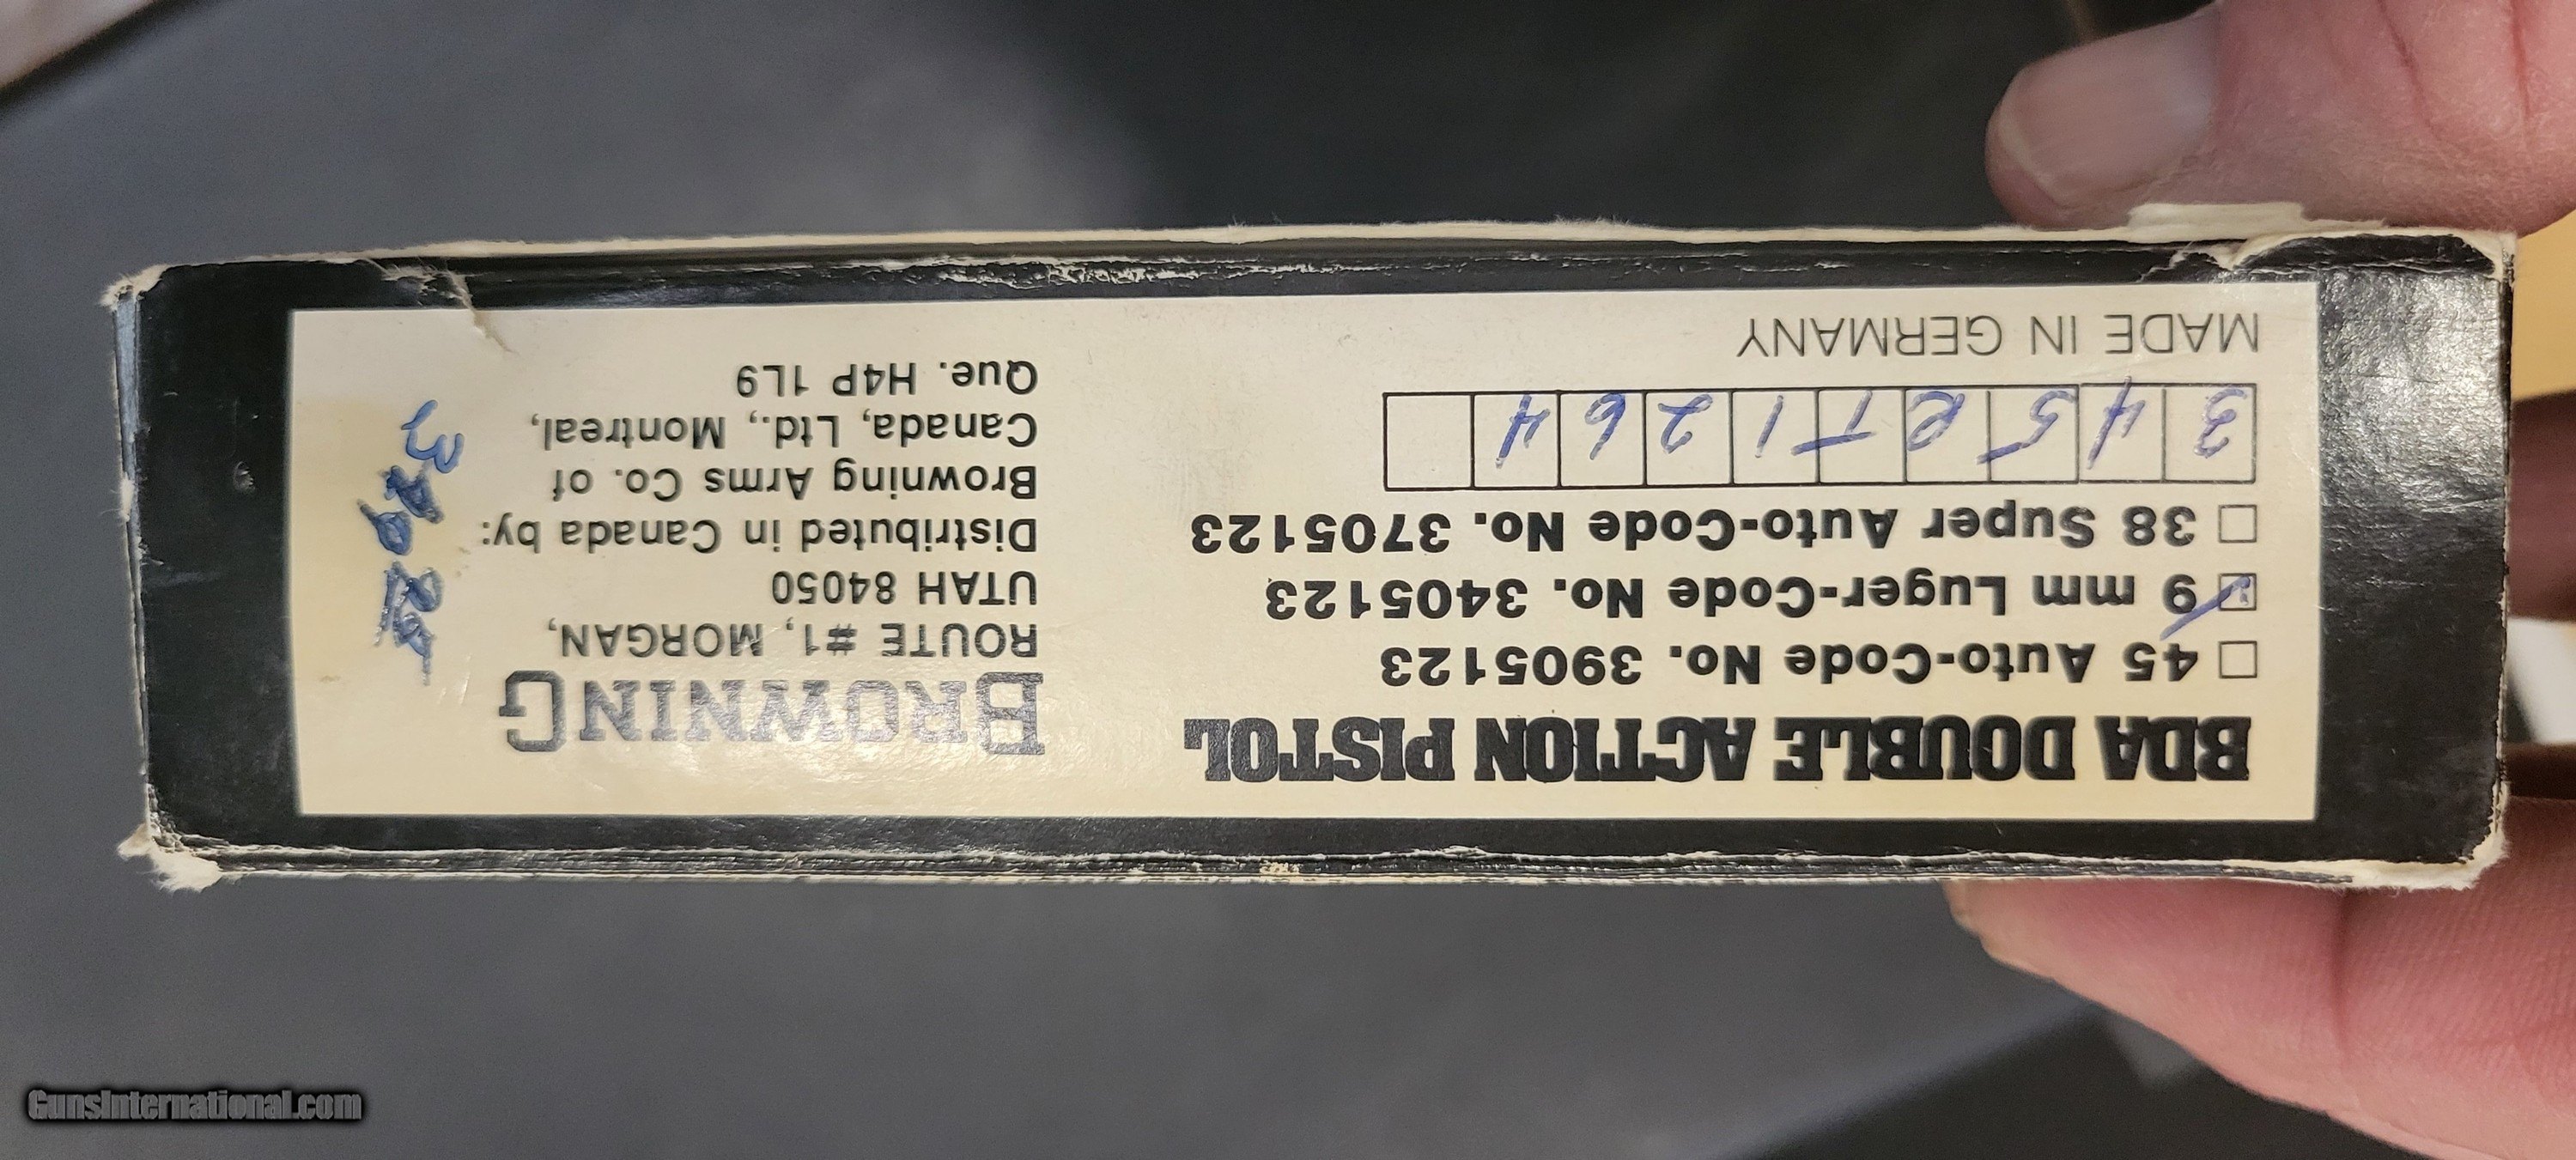 BDA DOUBLE ACTION PISTOL
45 Auto-Code No. 3905123
9 mm Luger-Code No. 3405123
38 Super Auto-Code No. 3705123
345RT1264
MADE IN GERMANY
BROWNING
ROUTE #1, MORGAN,
UTAH 84050
Distributed in Canada by:
Browning Arms Co. of
Canada, Ltd., Montreal,
Que. H4P 1L9
GunsInternational.com